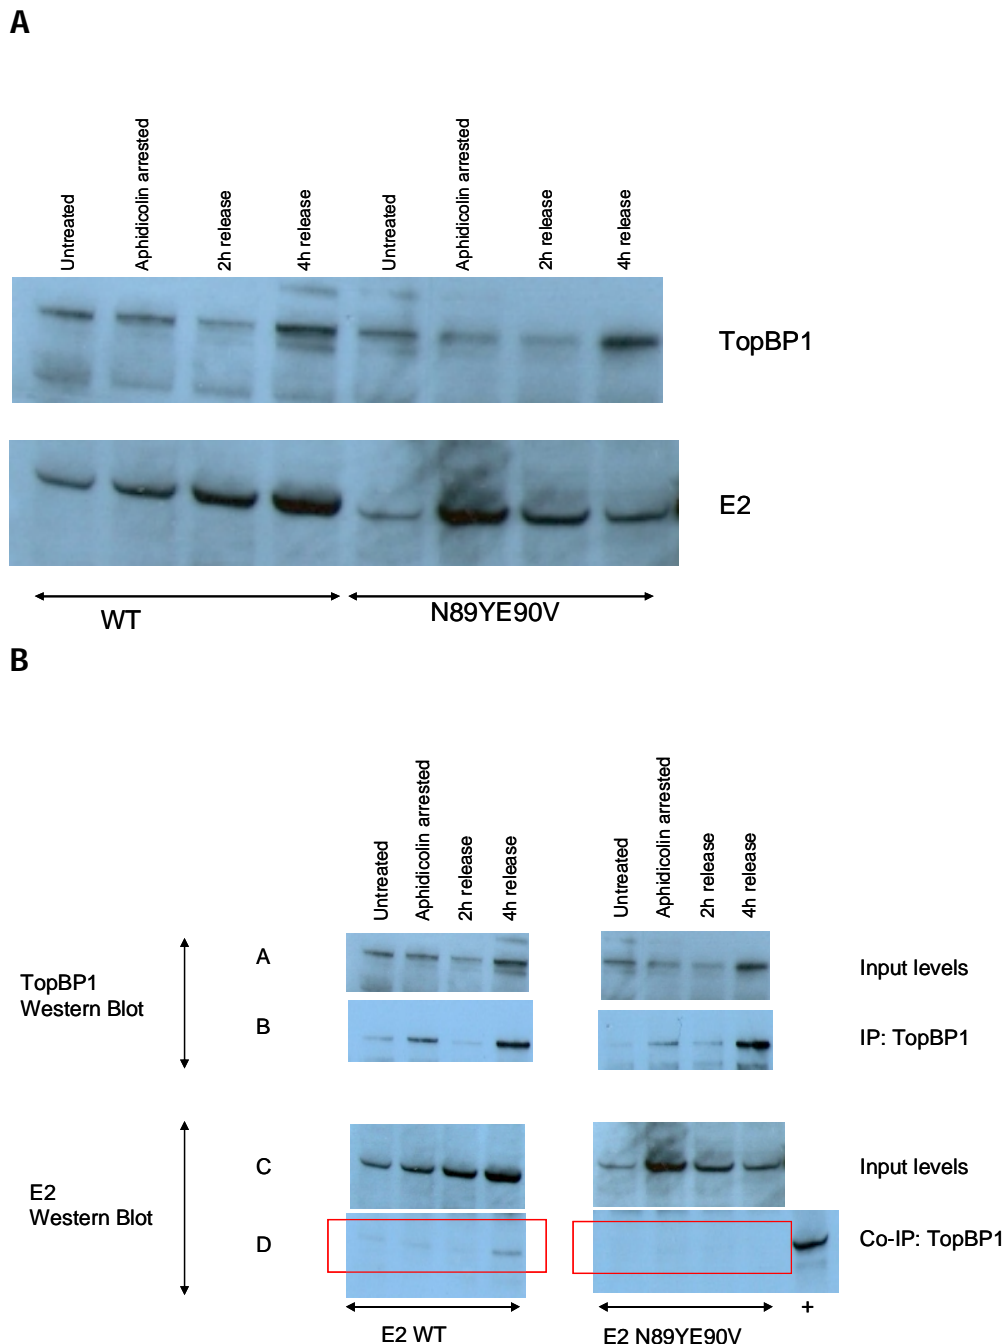 A
Untreated
Aphidicolin arrested
2h release
4h release
Untreated
Aphidicolin arrested
2h release
4h release
TopBP1
E2
WT
N89YE90V
B
Untreated
Aphidicolin arrested
2h release
4h release
Untreated
Aphidicolin arrested
2h release
4h release
TopBP1
Western Blot
A
Input levels
B
IP: TopBP1
E2
Western Blot
C
Input levels
D
Co-IP: TopBP1
+
E2 WT
E2 N89YE90V